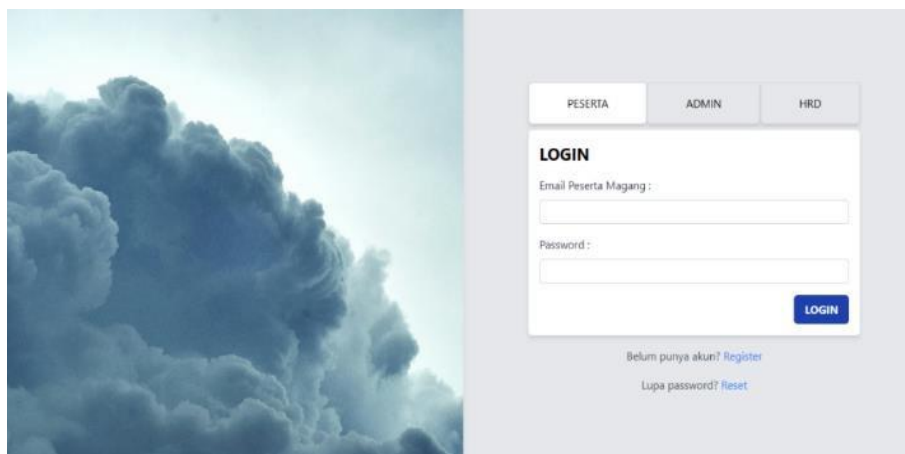 PESERTA ADMIN HRD
LOGIN
Email Peserta Magang :
Password :
LOGIN
Belum punya akun? Register
Lupa password? Reset